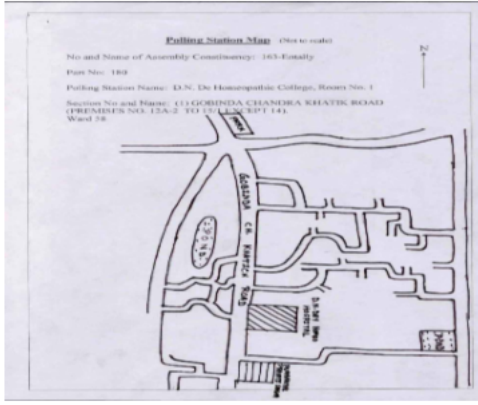 Polling Station Map (Not to scale)
No and Name of Assembly Constituency: 163-Entally
Part No: 180
Polling Station Name: D.N. De Homeopathic College, Room No. 1
Section No and Name: (1) GOBINDA CHANDRA KHATIK ROAD
(PREMISES NO. 12A-2 TO 15/1 EXCEPT 14),
Ward 58
N
GOBINDA CH. KHATICK ROAD
POND